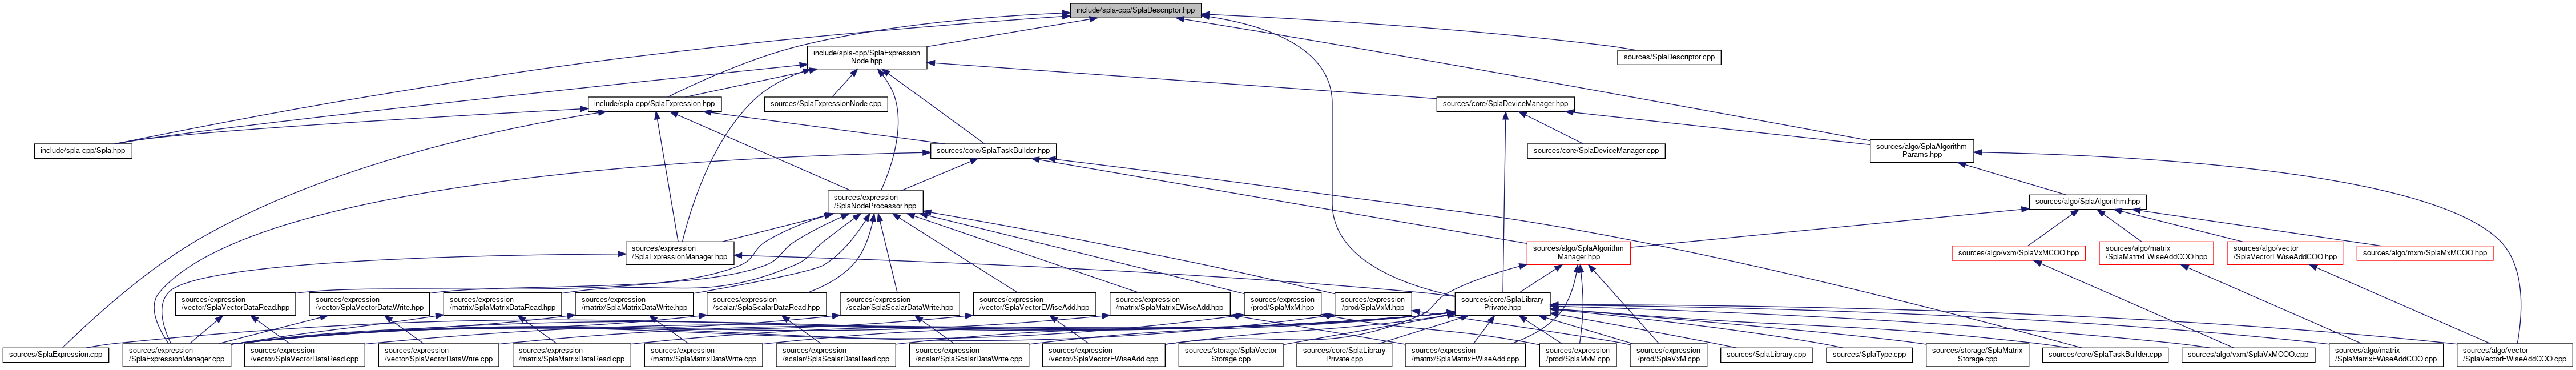 include/spla-cpp/SplaDescriptor.hpp
include/spla-cpp/SplaExpression
Node.hpp
sources/SplaDescriptor.cpp
include/spla-cpp/SplaExpression.hpp
sources/SplaExpressionNode.cpp
sources/core/SplaDeviceManager.hpp
include/spla-cpp/Spla.hpp
sources/core/SplaTaskBuilder.hpp
sources/core/SplaDeviceManager.cpp
sources/algo/SplaAlgorithm
Params.hpp
sources/expression
/SplaNodeProcessor.hpp
sources/algo/SplaAlgorithm.hpp
sources/expression
/SplaExpressionManager.hpp
sources/algo/SplaAlgorithm
Manager.hpp
sources/algo/vxm/SplaVxMCOO.hpp
sources/algo/matrix
/SplaMatrixEWiseAddCOO.hpp
sources/algo/vector
/SplaVectorEWiseAddCOO.hpp
sources/algo/mxm/SplaMxMCOO.hpp
sources/expression
/vector/SplaVectorDataRead.hpp
sources/expression
/vector/SplaVectorDataWrite.hpp
sources/expression
/matrix/SplaMatrixDataRead.hpp
sources/expression
/matrix/SplaMatrixDataWrite.hpp
sources/expression
/scalar/SplaScalarDataRead.hpp
sources/expression
/scalar/SplaScalarDataWrite.hpp
sources/expression
/vector/SplaVectorEWiseAdd.hpp
sources/expression
/matrix/SplaMatrixEWiseAdd.hpp
sources/expression
/prod/SplaMxM.hpp
sources/expression
/prod/SplaVxM.hpp
sources/core/SplaLibrary
Private.hpp
sources/SplaExpression.cpp
sources/expression
/SplaExpressionManager.cpp
sources/expression
/vector/SplaVectorDataRead.cpp
sources/expression
/vector/SplaVectorDataWrite.cpp
sources/expression
/matrix/SplaMatrixDataRead.cpp
sources/expression
/matrix/SplaMatrixDataWrite.cpp
sources/expression
/scalar/SplaScalarDataRead.cpp
sources/expression
/scalar/SplaScalarDataWrite.cpp
sources/expression
/vector/SplaVectorEWiseAdd.cpp
sources/storage/SplaVector
Storage.cpp
sources/core/SplaLibrary
Private.cpp
sources/expression
/matrix/SplaMatrixEWiseAdd.cpp
sources/expression
/prod/SplaMxM.cpp
sources/expression
/prod/SplaVxM.cpp
sources/SplaLibrary.cpp
sources/SplaType.cpp
sources/storage/SplaMatrix
Storage.cpp
sources/core/SplaTaskBuilder.cpp
sources/algo/vxm/SplaVxMCOO.cpp
sources/algo/matrix
/SplaMatrixEWiseAddCOO.cpp
sources/algo/vector
/SplaVectorEWiseAddCOO.cpp